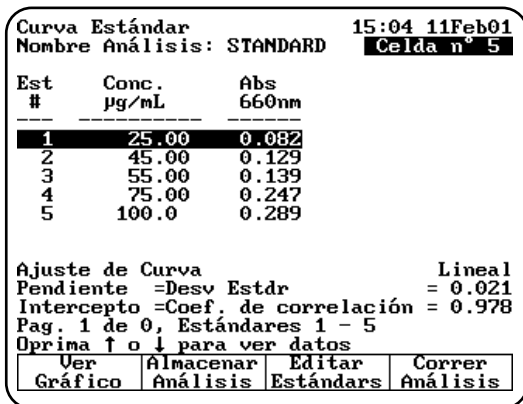 Curva Estándar 15:04 11Feb01
Nombre Análisis: STANDARD Celda n° 5
Est Conc. Abs
# µg/mL 660nm
--- ---------- ------
1 25.00 0.082
2 45.00 0.129
3 55.00 0.139
4 75.00 0.247
5 100.0 0.289
Ajuste de Curva Lineal
Pendiente =Desv Estdr = 0.021
Intercepto =Coef. de correlación = 0.978
Pag. 1 de 0, Estándares 1 - 5
Oprima ↑ o ↓ para ver datos
Ver Almacenar Editar Correr
Gráfico Análisis Estándars Análisis